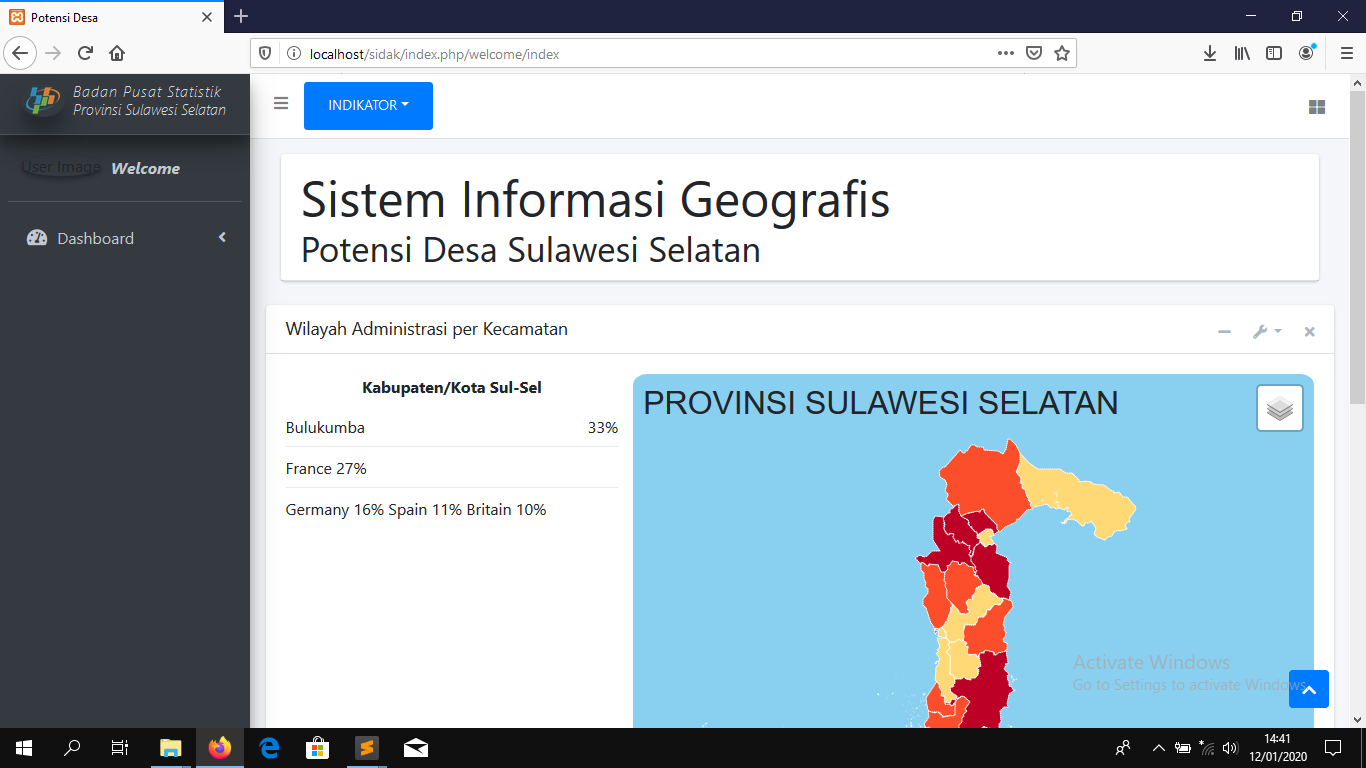 Potensi Desa
localhost/sidak/index.php/welcome/index
Badan Pusat Statistik
Provinsi Sulawesi Selatan
INDIKATOR
User Image
Welcome
Dashboard
Sistem Informasi Geografis
Potensi Desa Sulawesi Selatan
Wilayah Administrasi per Kecamatan
Kabupaten/Kota Sul-Sel
Bulukumba 33%
France 27%
Germany 16% Spain 11% Britain 10%
PROVINSI SULAWESI SELATAN
Activate Windows
Go to Settings to activate Windows.
14:41
12/01/2020